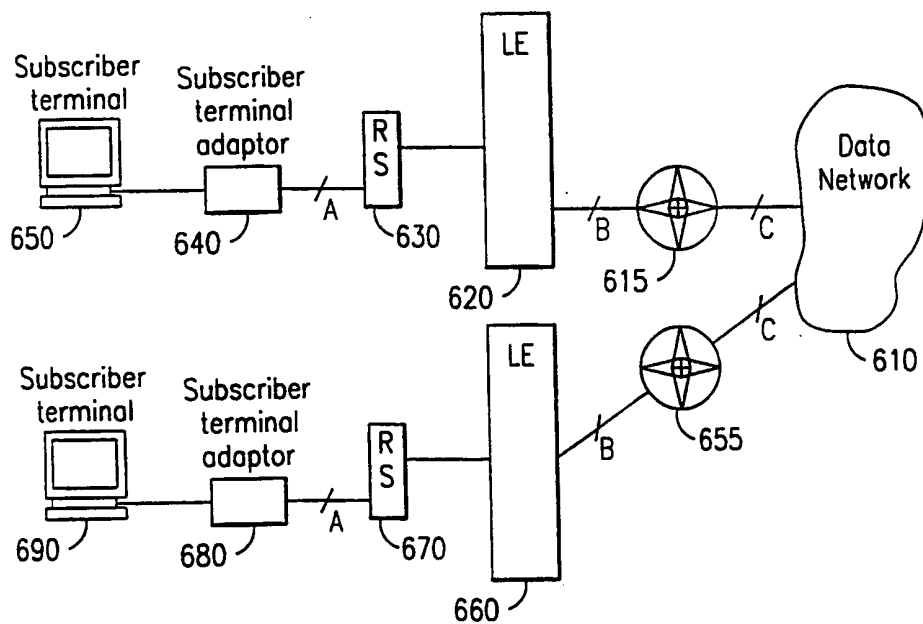 LE
Subscriber
terminal
Subscriber
terminal
adaptor
R
S
Data
Network
A
B
C
650
640
630
620
615
610
C
LE
Subscriber
terminal
Subscriber
terminal
adaptor
R
S
B
655
A
690
680
670
660